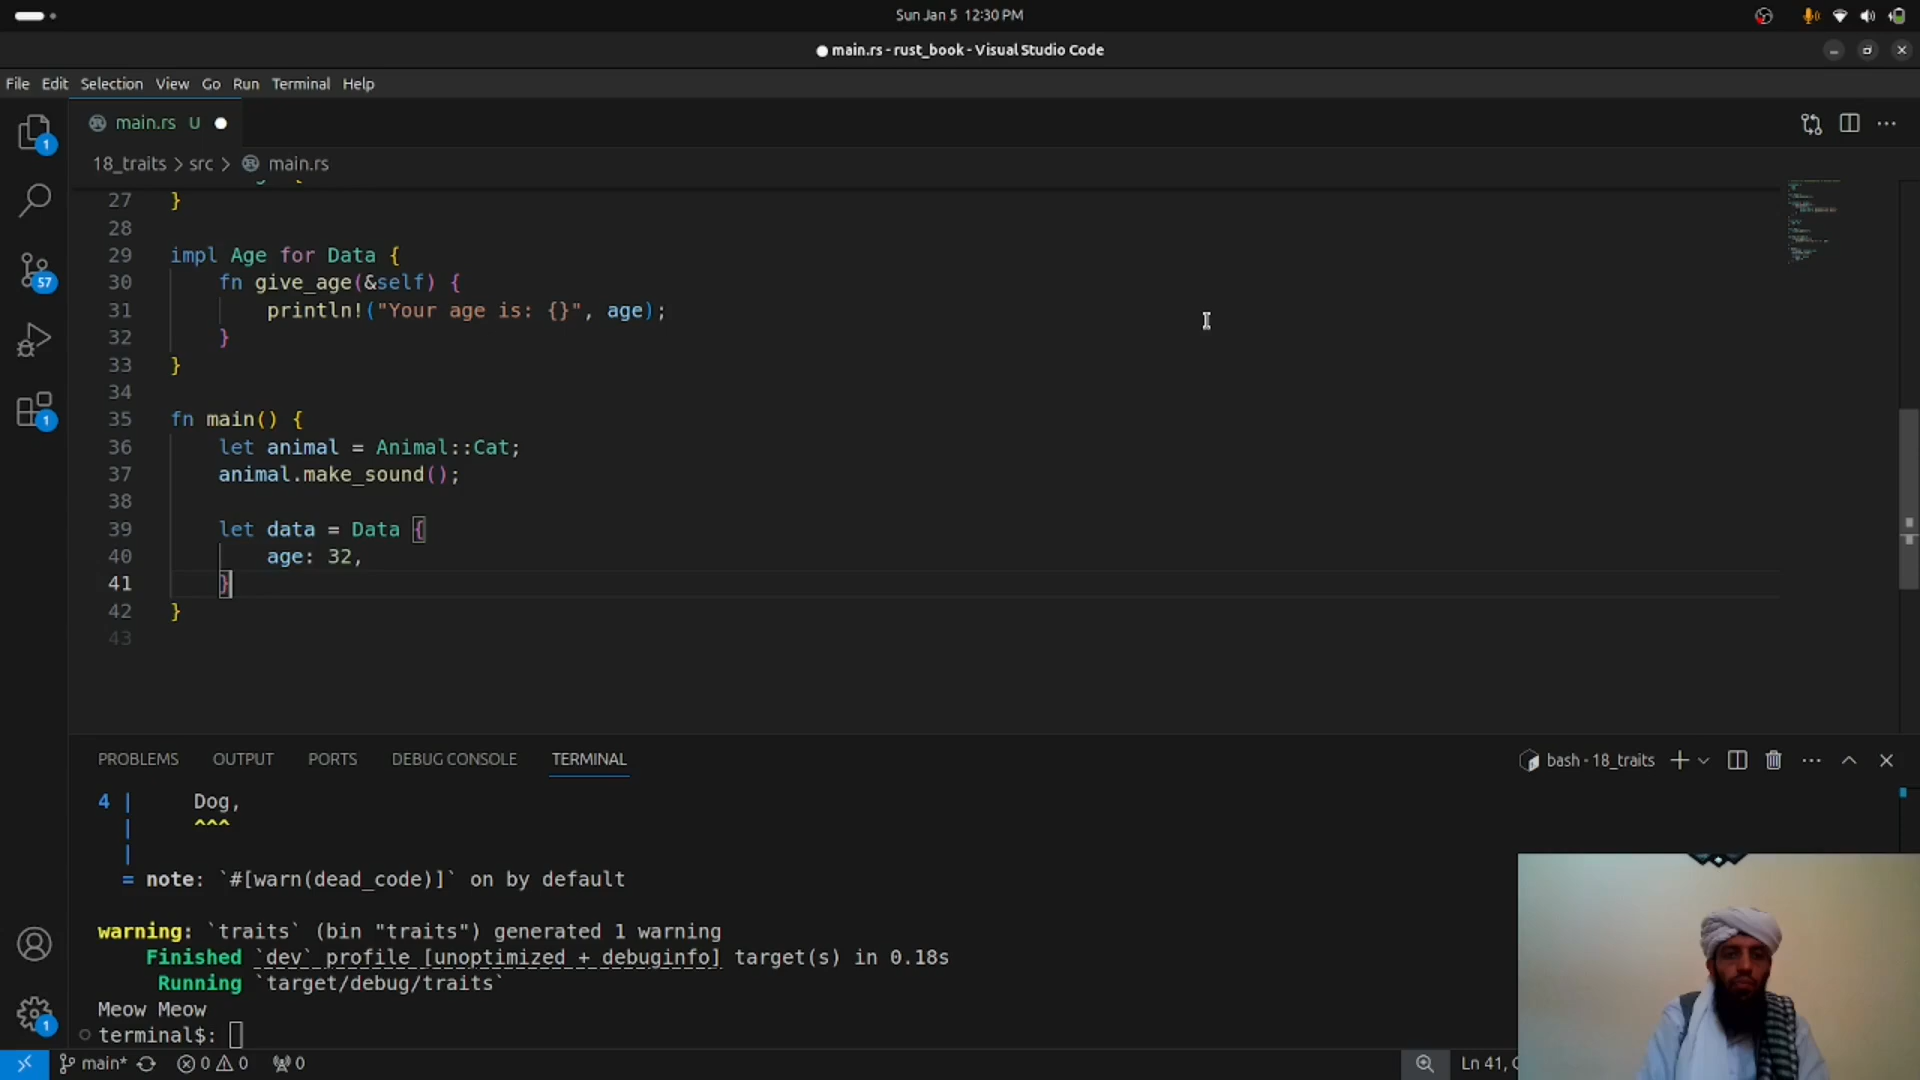 Sun Jan 5 12:30 PM
● main.rs - rust_book - Visual Studio Code
File Edit Selection View Go Run Terminal Help
main.rs U ●
18_traits > src > main.rs
27 }
28
29 impl Age for Data {
30 fn give_age(&self) {
31 println!("Your age is: {}", age);
32 }
33 }
34
35 fn main() {
36 let animal = Animal::Cat;
37 animal.make_sound();
38
39 let data = Data {
40 age: 32,
41 }
42 }
43
1
57
1
1
PROBLEMS OUTPUT PORTS DEBUG CONSOLE TERMINAL
bash - 18_traits
4 | Dog,
| ^^^
|
= note: `#[warn(dead_code)]` on by default
warning: `traits` (bin "traits") generated 1 warning
Finished `dev` profile [unoptimized + debuginfo] target(s) in 0.18s
Running `target/debug/traits`
Meow Meow
terminal$:
main* 0 0 0
Ln 41,